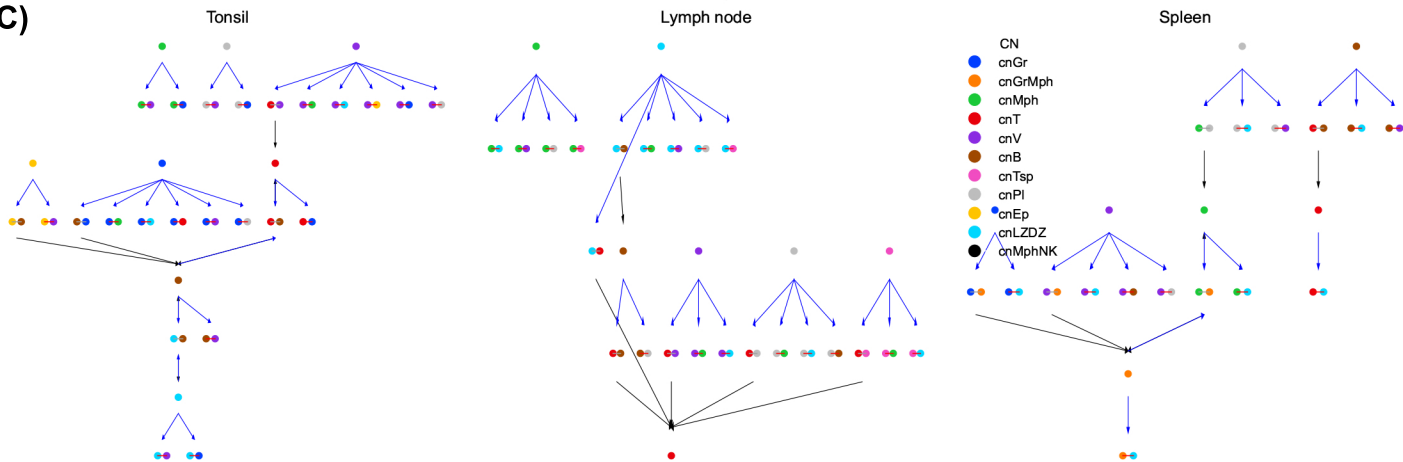 C)
Tonsil
Lymph node
Spleen
CN
cnGr
cnGrMph
cnMph
cnT
cnV
cnB
cnTsp
cnPl
cnEp
cnLZDZ
cnMphNK